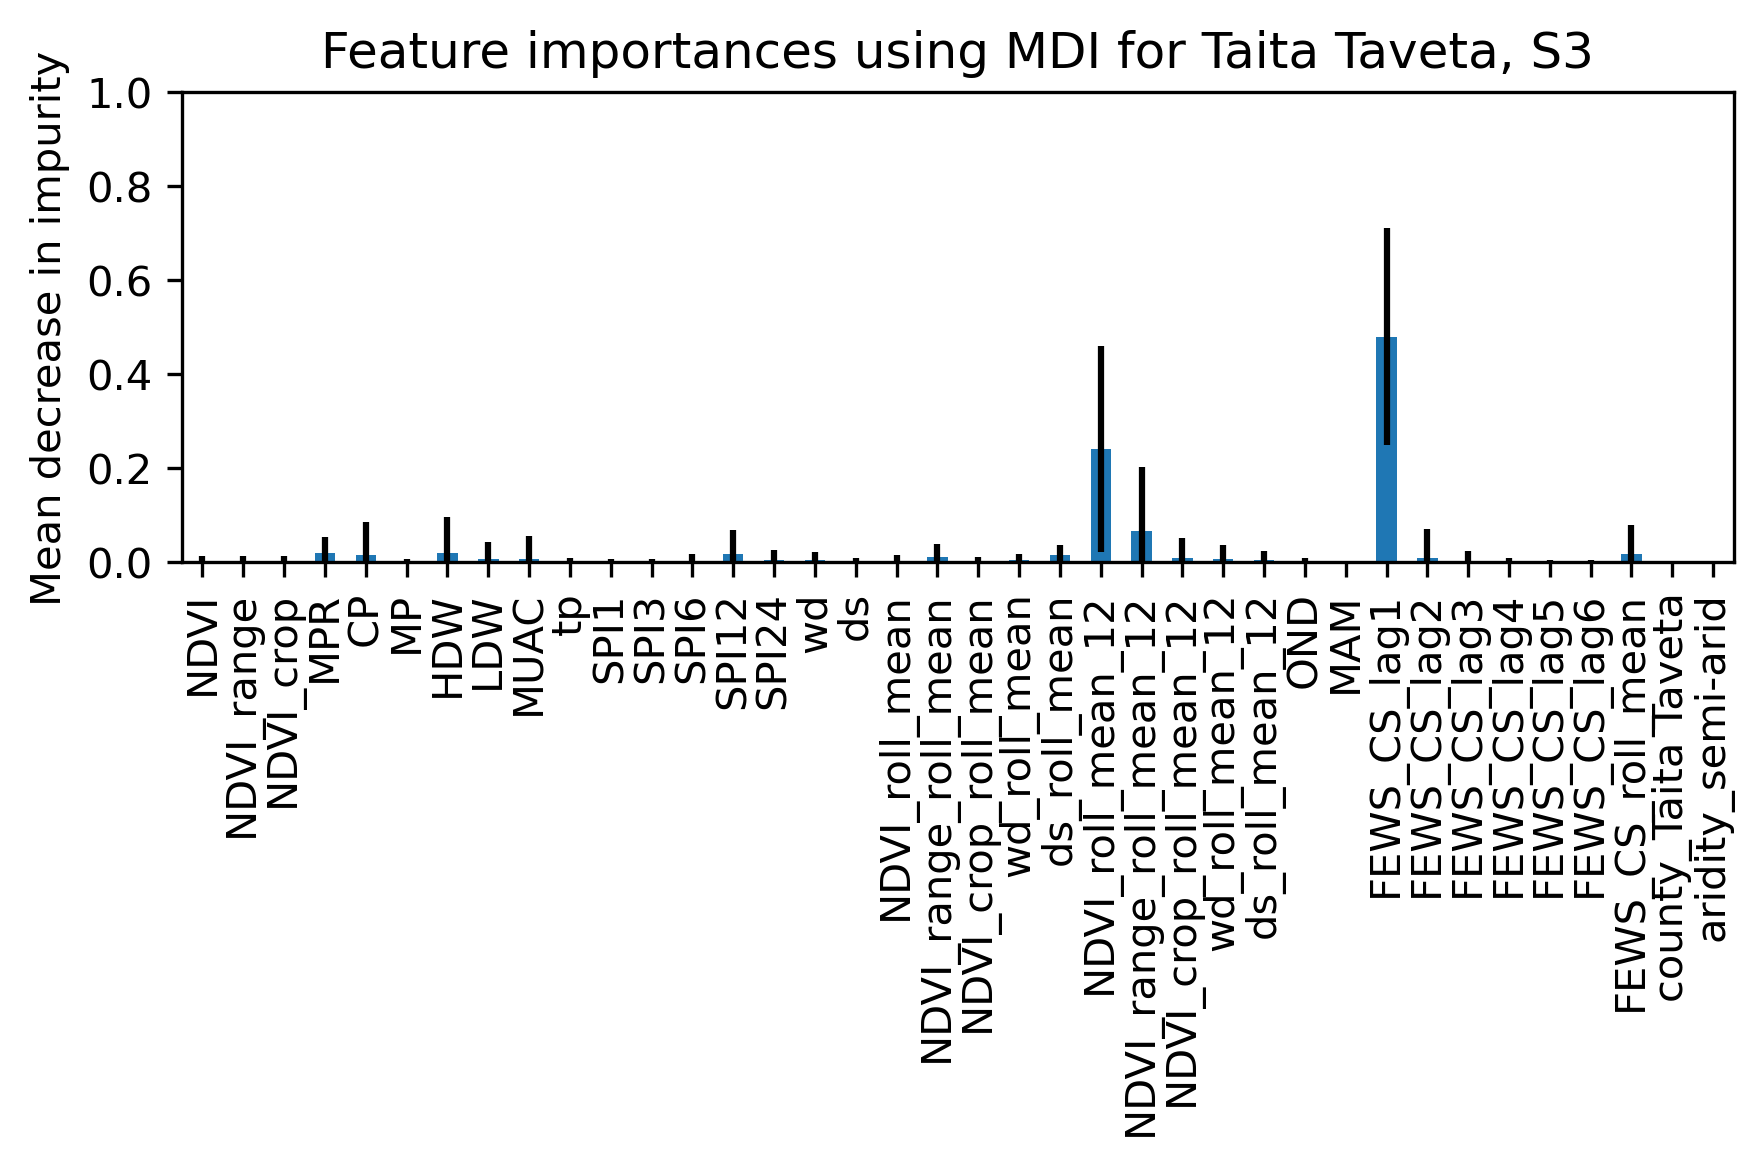 Feature importances using MDI for Taita Taveta, S3
Mean decrease in impurity
1.0
0.8
0.6
0.4
0.2
0.0
NDVI
NDVI_range
NDVI_crop
MPR
CP
MP
HDW
LDW
MUAC
tp
SPI1
SPI3
SPI6
SPI12
SPI24
wd
ds
NDVI_roll_mean
NDVI_range_roll_mean
NDVI_crop_roll_mean
wd_roll_mean
ds_roll_mean
NDVI_roll_mean_12
NDVI_range_roll_mean_12
NDVI_crop_roll_mean_12
wd_roll_mean_12
ds_roll_mean_12
OND
MAM
FEWS_CS_lag1
FEWS_CS_lag2
FEWS_CS_lag3
FEWS_CS_lag4
FEWS_CS_lag5
FEWS_CS_lag6
FEWS_CS_roll_mean
county_Taita Taveta
aridity_semi-arid